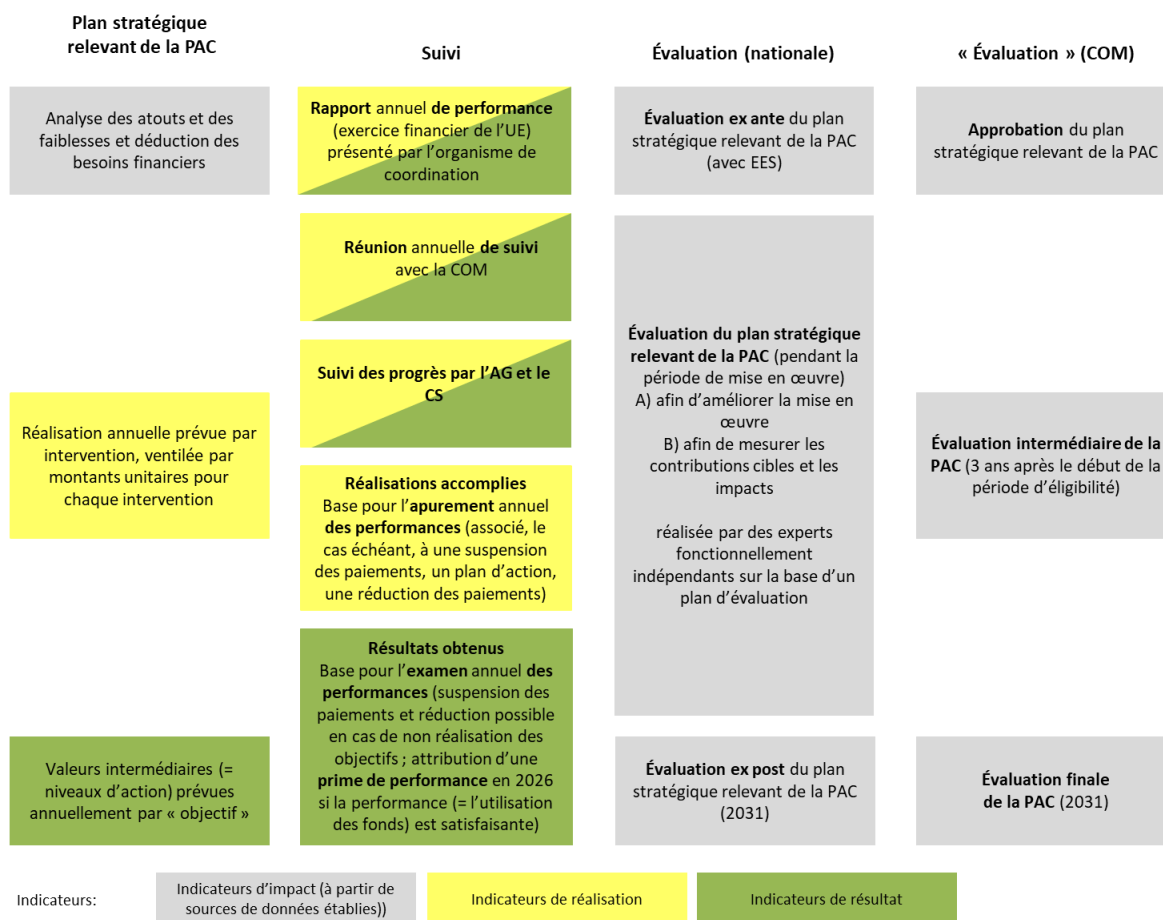 Plan stratégique
relevant de la PAC
Suivi
Évaluation (nationale)
« Évaluation » (COM)
Analyse des atouts et des
faiblesses et déduction des
besoins financiers
Rapport annuel de performance
(exercice financier de l’UE)
présenté par l’organisme de
coordination
Évaluation ex ante du plan
stratégique relevant de la PAC
(avec EES)
Approbation du plan
stratégique relevant de la PAC
Réunion annuelle de suivi
avec la COM
Suivi des progrès par l’AG et le
CS
Réalisation annuelle prévue par
intervention, ventilée par
montants unitaires pour
chaque intervention
Réalisations accomplies
Base pour l’apurement annuel
des performances (associé, le
cas échéant, à une suspension
des paiements, un plan d’action,
une réduction des paiements)
Évaluation du plan stratégique
relevant de la PAC (pendant la
période de mise en œuvre)
A) afin d’améliorer la mise en
œuvre
B) afin de mesurer les
contributions cibles et les
impacts
réalisée par des experts
fonctionnellement
indépendants sur la base d’un
plan d’évaluation
Évaluation intermédiaire de la
PAC (3 ans après le début de la
période d’éligibilité)
Valeurs intermédiaires (=
niveaux d’action) prévues
annuellement par « objectif »
Résultats obtenus
Base pour l’examen annuel des
performances (suspension des
paiements et réduction possible
en cas de non réalisation des
objectifs ; attribution d’une
prime de performance en 2026
si la performance (= l’utilisation
des fonds) est satisfaisante)
Évaluation ex post du plan
stratégique relevant de la PAC
(2031)
Évaluation finale
de la PAC (2031)
Indicateurs:
Indicateurs d’impact (à partir de
sources de données établies))
Indicateurs de réalisation
Indicateurs de résultat